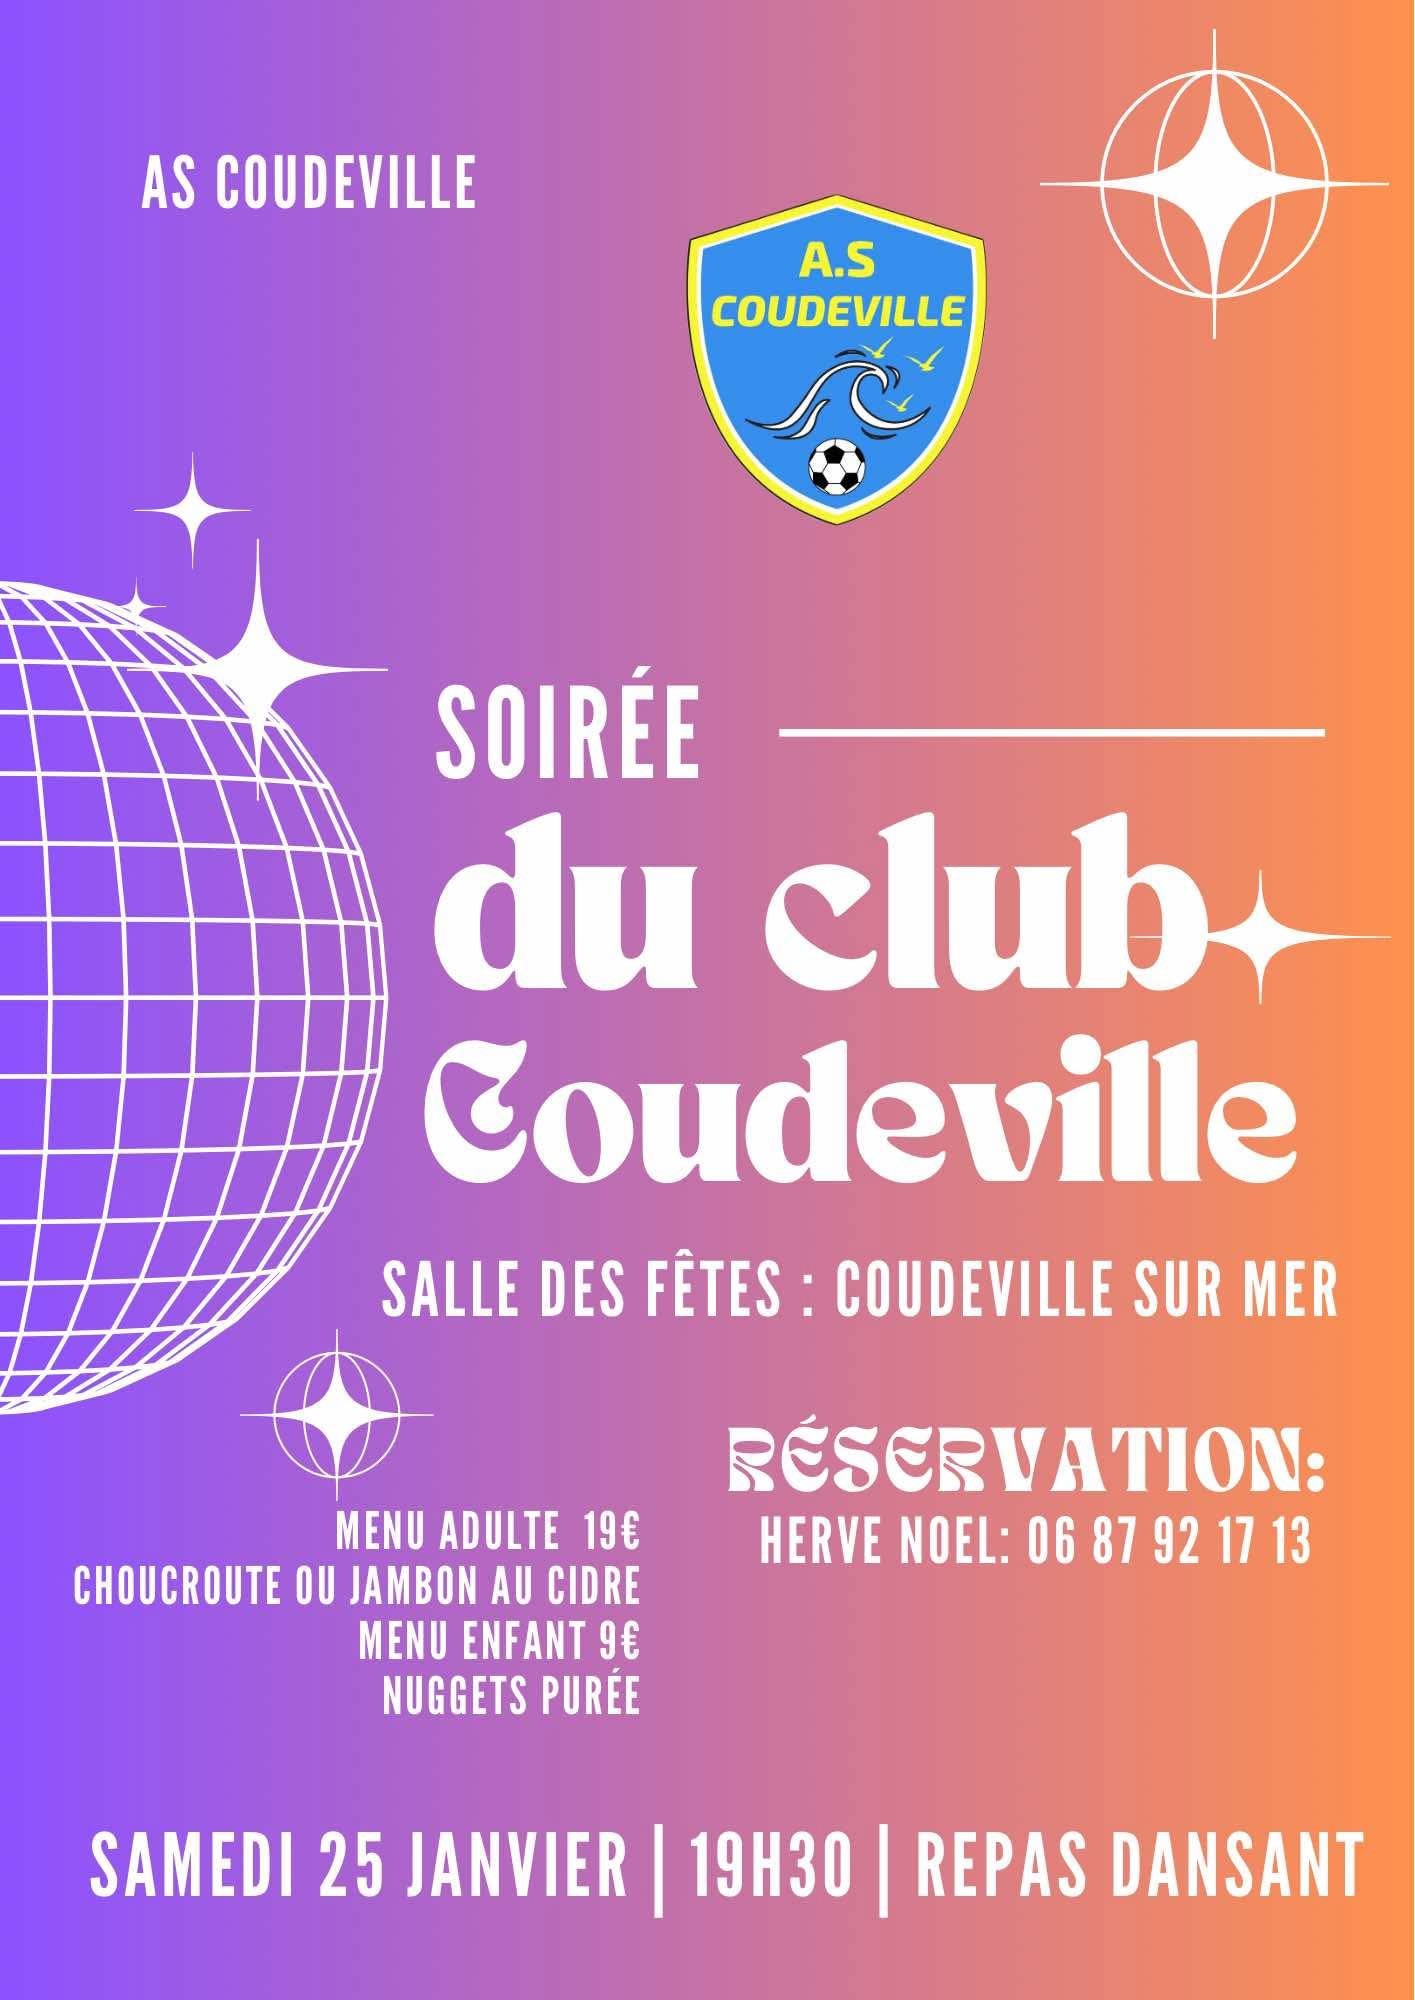 AS COUDEVILLE
A.S
COUDEVILLE
SOIRÉE
du club
Coudeville
SALLE DES FÊTES : COUDEVILLE SUR MER
RÉSERVATION:
HERVE NOEL: 06 87 92 17 13
MENU ADULTE 19€
CHOUCROUTE OU JAMBON AU CIDRE
MENU ENFANT 9€
NUGGETS PURÉE
SAMEDI 25 JANVIER | 19H30 | REPAS DANSANT